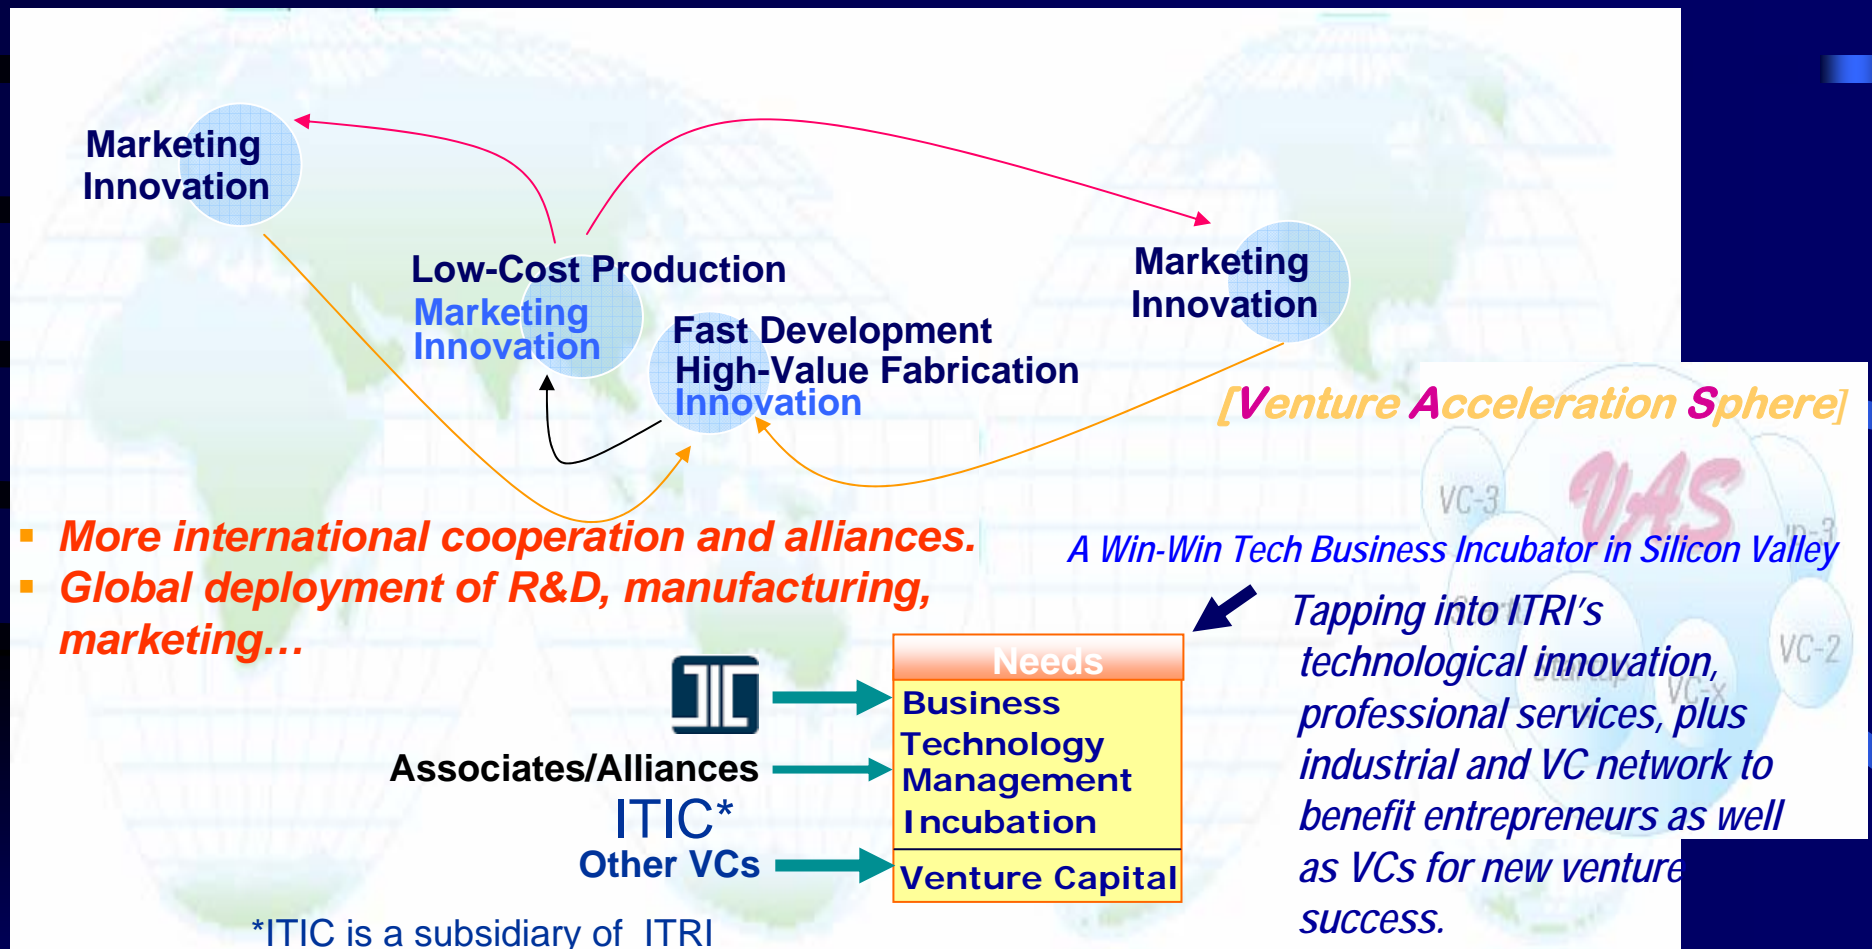 Marketing
Innovation
Low-Cost Production
Marketing
Innovation
Fast Development
High-Value Fabrication
Innovation
Marketing
Innovation
[Venture Acceleration Sphere]
VAS
VC-3
VC-2
VC-x
Startup
▪ More international cooperation and alliances.
▪ Global deployment of R&D, manufacturing,
marketing…
A Win-Win Tech Business Incubator in Silicon Valley
Tapping into ITRI's
technological innovation,
professional services, plus
industrial and VC network to
benefit entrepreneurs as well
as VCs for new venture
success.
Needs
Business
Technology
Management
Incubation
Venture Capital
Associates/Alliances
ITIC*
Other VCs
*ITIC is a subsidiary of ITRI